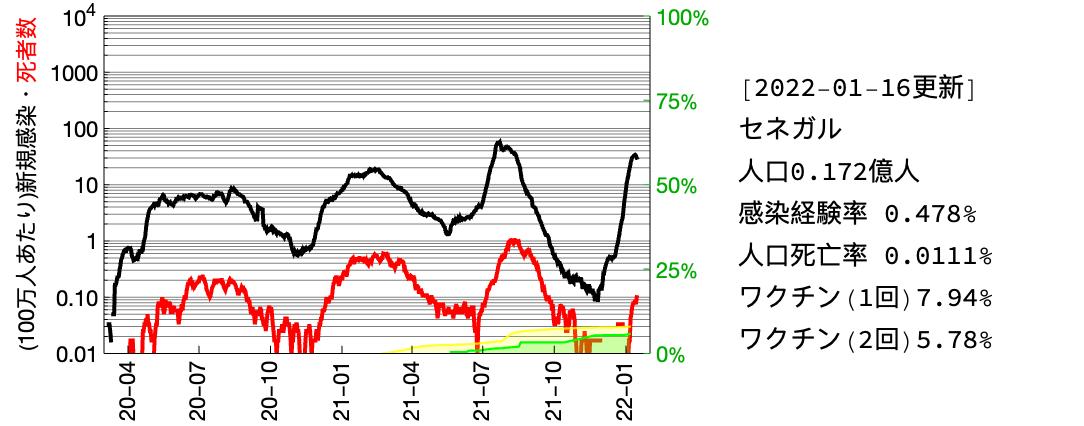 (100万人あたり)新規感染・死者数
10^4
1000
100
10
1
0.10
0.01
100%
75%
50%
25%
0%
20-04
20-07
20-10
21-01
21-04
21-07
21-10
22-01
[2022-01-16更新]
セネガル
人口0.172億人
感染経験率 0.478%
人口死亡率 0.0111%
ワクチン(1回)7.94%
ワクチン(2回)5.78%